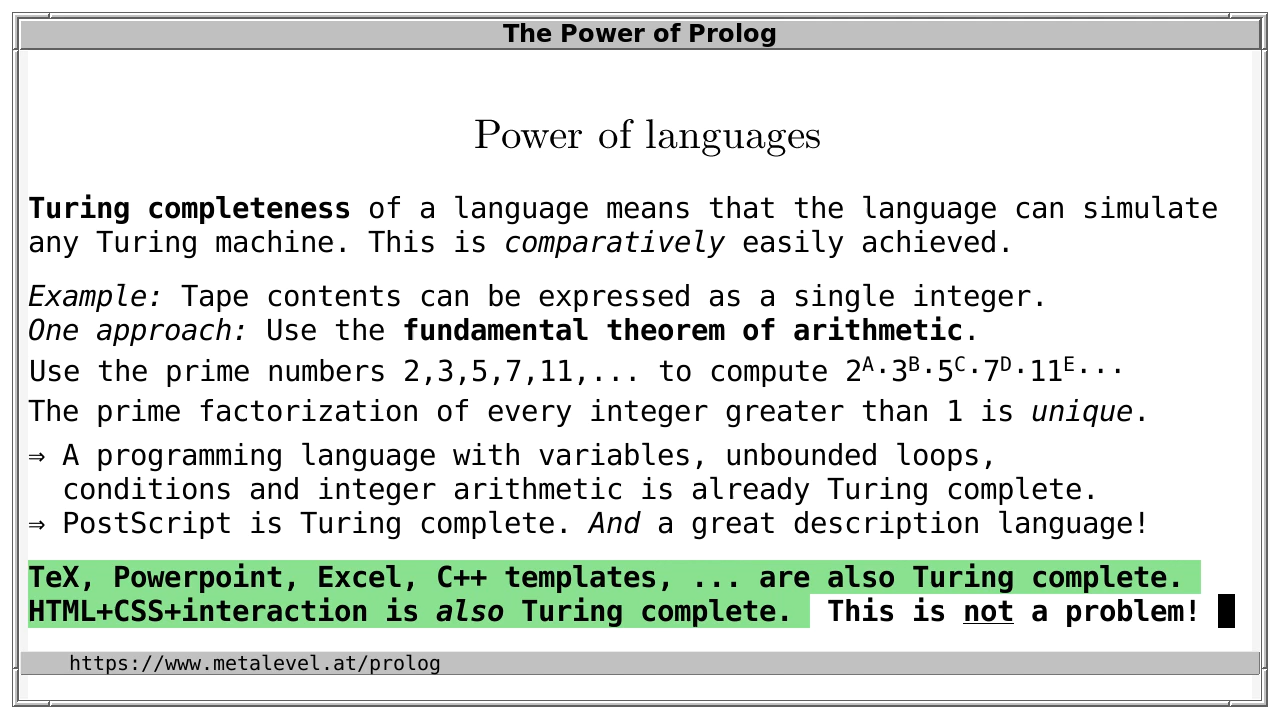 The Power of Prolog
Power of languages
Turing completeness of a language means that the language can simulate
any Turing machine. This is comparatively easily achieved.
Example: Tape contents can be expressed as a single integer.
One approach: Use the fundamental theorem of arithmetic.
Use the prime numbers 2,3,5,7,11,... to compute 2ᴬ·3ᴮ·5ᶜ·7ᴰ·11ᴱ···
The prime factorization of every integer greater than 1 is unique.
⇒ A programming language with variables, unbounded loops,
conditions and integer arithmetic is already Turing complete.
⇒ PostScript is Turing complete. And a great description language!
TeX, Powerpoint, Excel, C++ templates, ... are also Turing complete.
HTML+CSS+interaction is also Turing complete. This is not a problem!
https://www.metalevel.at/prolog